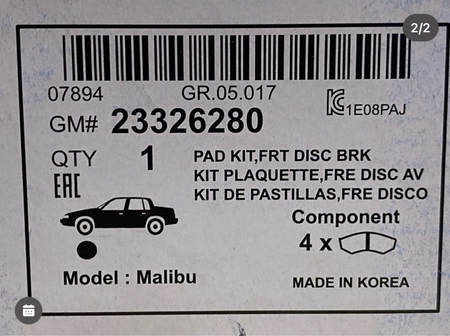 2/2
07894 GR.05.017
1E08PAJ
GM# 23326280
QTY 1 PAD KIT,FRT DISC BRK
KIT PLAQUETTE,FRE DISC AV
EAC KIT DE PASTILLAS,FRE DISCO
Component
4 x
Model : Malibu
MADE IN KOREA